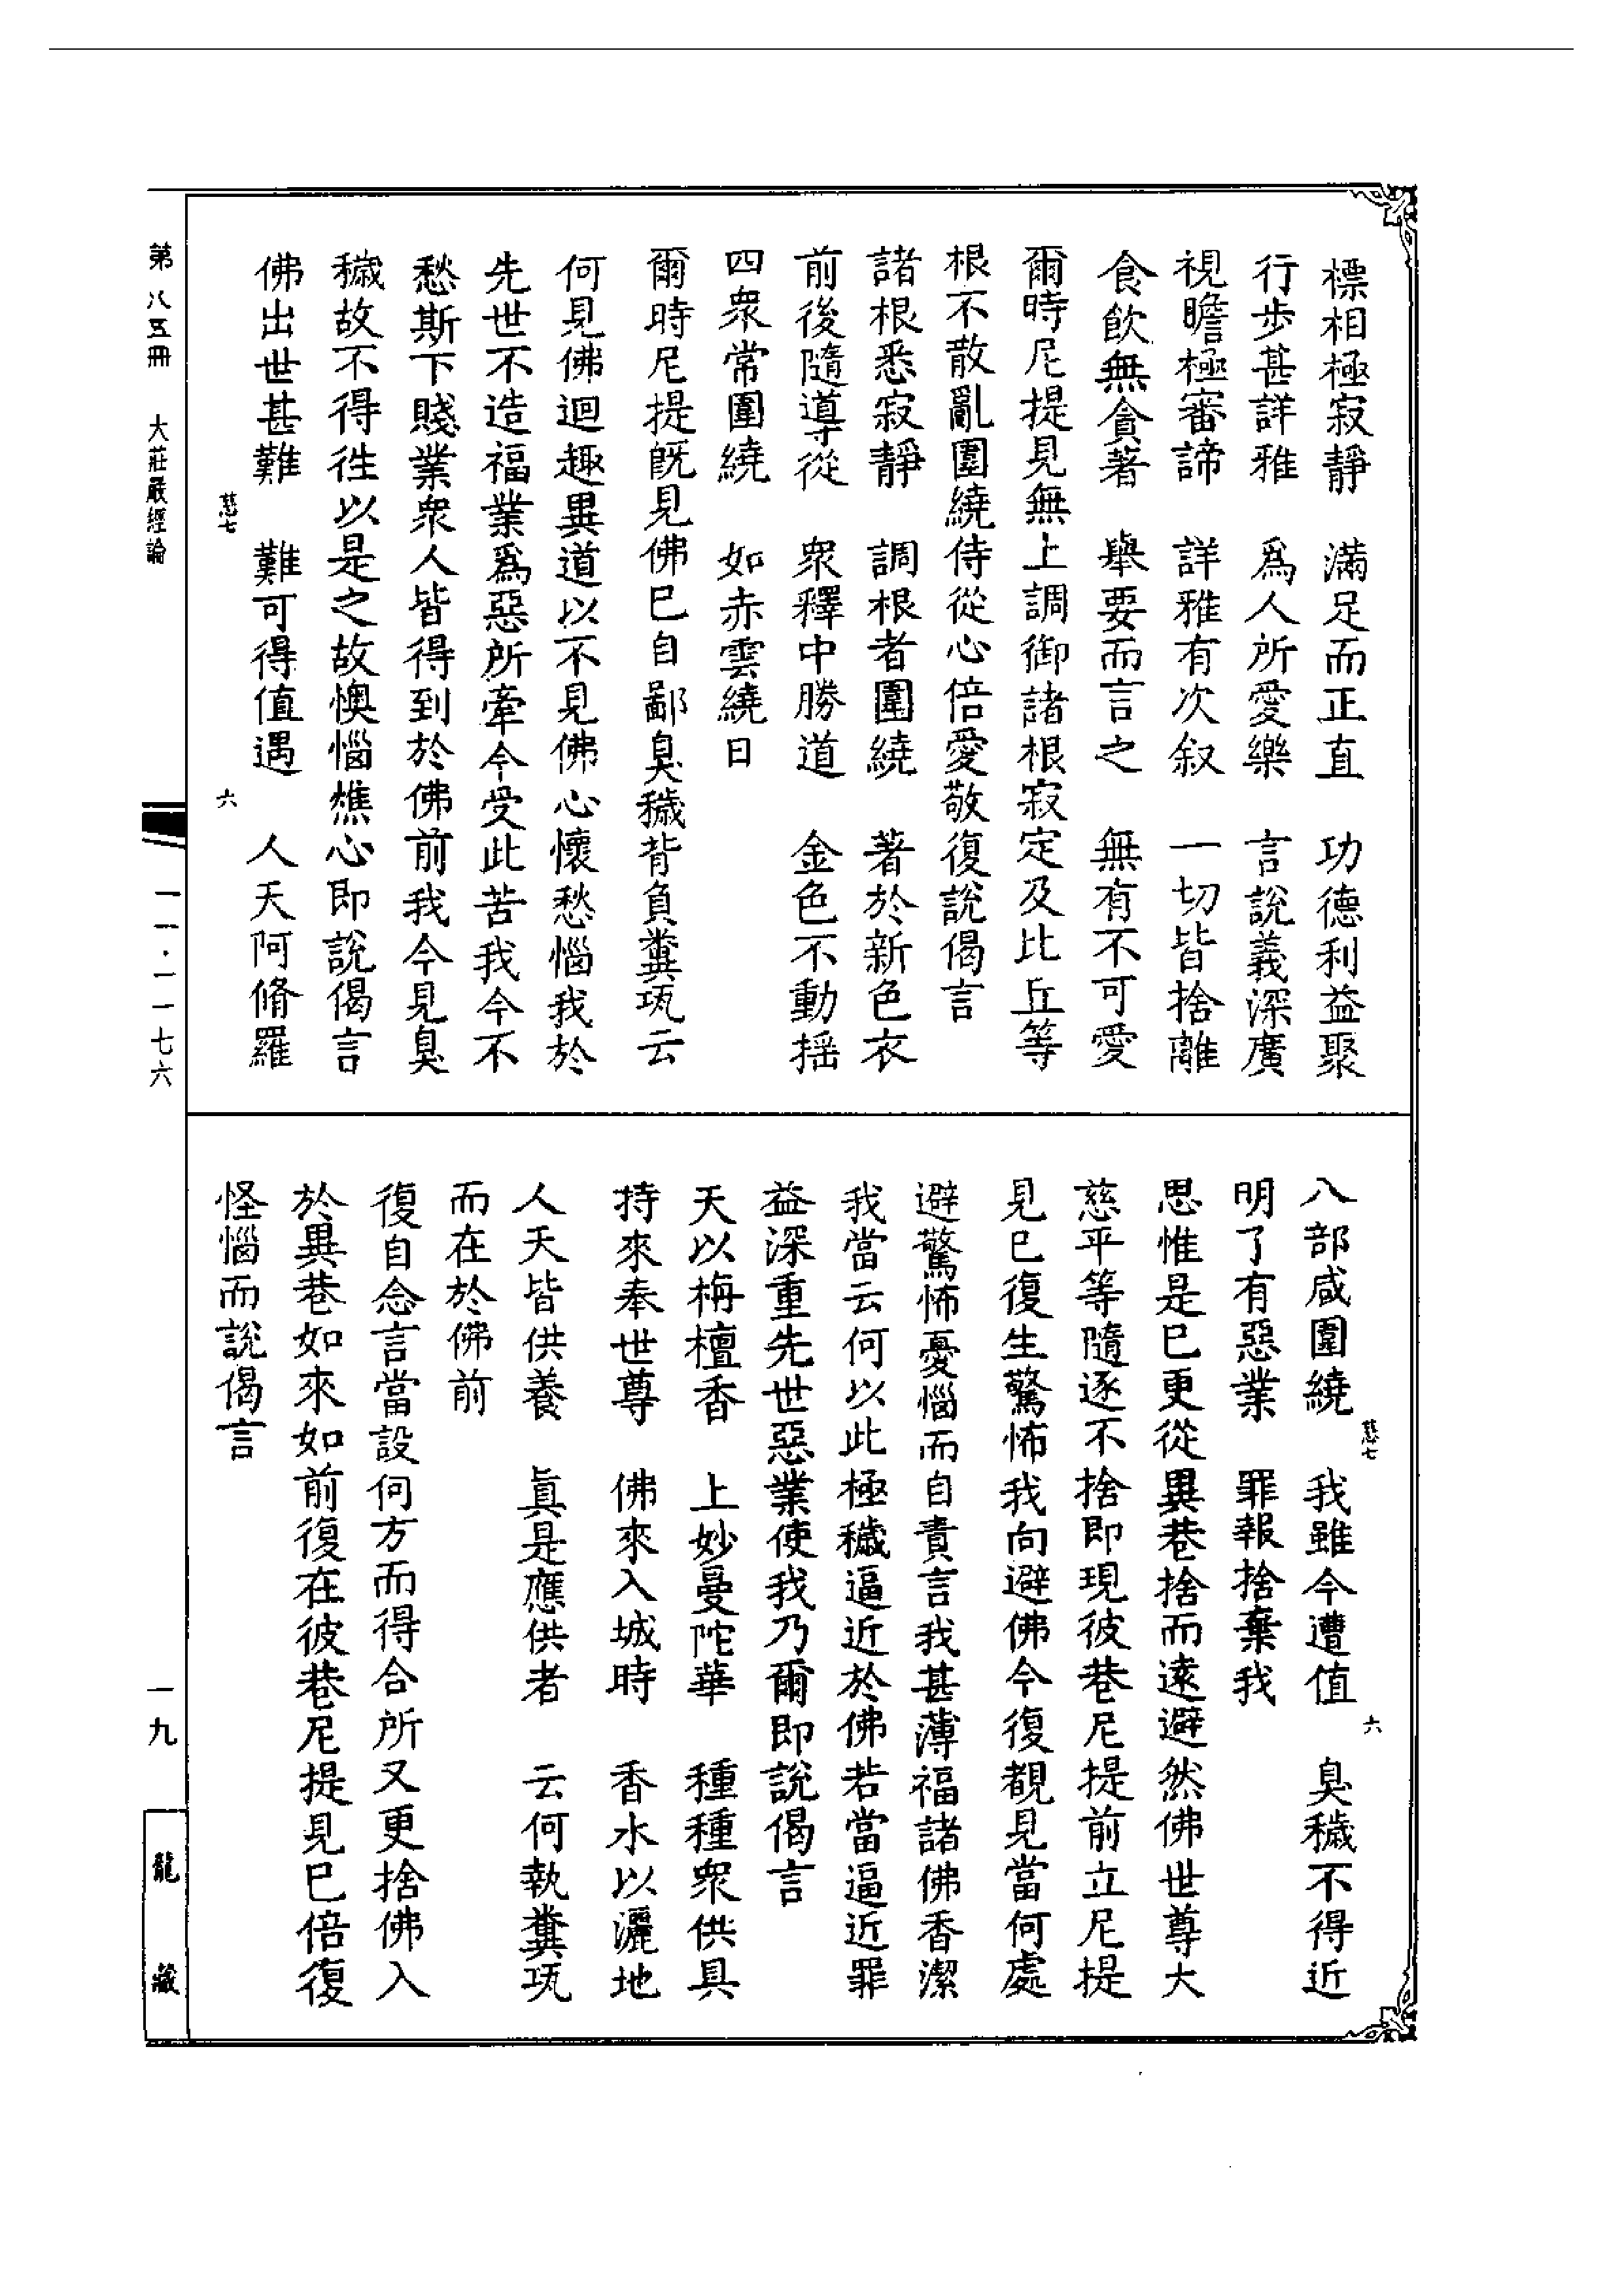 標相極寂靜　滿足而正直　功德利益聚
行步甚詳雅　爲人所愛樂　言說義深廣
視瞻極審諦　詳雅有次叙　一切皆捨離
食飲無貪著　舉要而言之　無有不可愛
爾時尼提見無上調御諸根寂定及比丘等
根不散亂圍繞侍從心倍愛敬復說偈言
諸根悉寂靜　調根者圍繞　著於新色衣
前後隨導從　衆釋中勝道　金色不動搖
四衆常圍繞　如赤雲繞日
爾時尼提既見佛已自鄙臭穢背負糞瓨云
何見佛迴趣異道以不見佛心懷愁惱我於
先世不造福業爲惡所牽今受此苦我今不
愁斯下賤業衆人皆得到於佛前我今見臭
穢故不得徃以是之故懊惱燋心即說偈言
佛出世甚難　難可得值遇　人天阿脩羅
慈七
六
八部咸圍繞　我雖今遭值　臭穢不得近
明了有惡業　罪報捨棄我
思惟是已更從異巷捨而遠避然佛世尊大
慈平等隨逐不捨即現彼巷尼提前立尼提
見已復生驚怖我向避佛今復覩見當何處
避驚怖憂惱而自責言我甚薄福諸佛香潔
我當云何以此極穢逼近於佛若當逼近罪
益深重先世惡業使我乃爾即說偈言
天以栴檀香　上妙曼陀華　種種衆供具
持來奉世尊　佛來入城時　香水以灑地
人天皆供養　眞是應供者　云何執糞瓨
而在於佛前
復自念言當設何方而得合所又更捨佛入
於異巷如來如前復在彼巷尼提見已倍復
怪惱而說偈言
慈七
六
第八五冊　大莊嚴經論
一一·一一七六
一九
龍藏